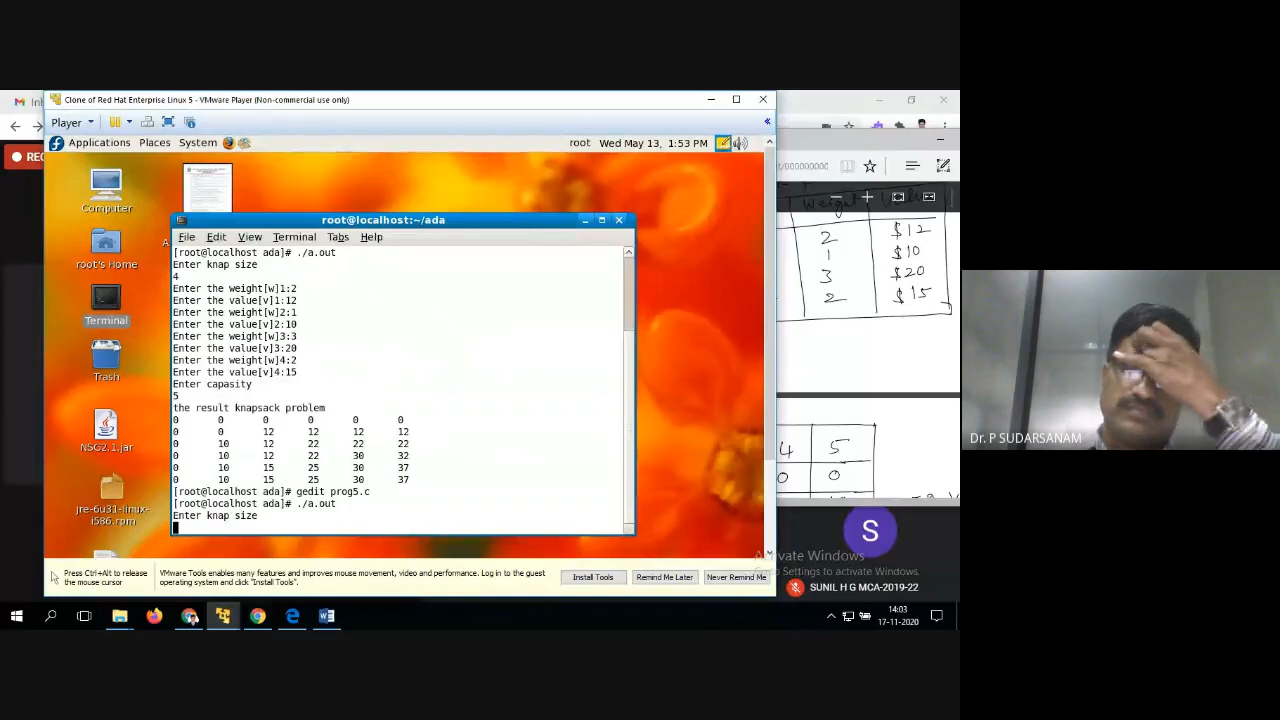 Clone of Red Hat Enterprise Linux 5 - VMware Player (Non-commercial use only)
Player
Applications Places System
root Wed May 13, 1:53 PM
Computer
root's Home
Terminal
Trash
NSG2.1.jar
jre-6u31-linux-
i586.rpm
root@localhost:~/ada
File Edit View Terminal Tabs Help
[root@localhost ada]# ./a.out
Enter knap size
4
Enter the weight[w]1:2
Enter the value[v]1:12
Enter the weight[w]2:1
Enter the value[v]2:10
Enter the weight[w]3:3
Enter the value[v]3:20
Enter the weight[w]4:2
Enter the value[v]4:15
Enter capasity
5
the result knapsack problem
0 0 0 0 0 0
0 0 12 12 12 12
0 10 12 22 22 22
0 10 12 22 30 32
0 10 15 25 30 37
0 10 15 25 30 37
[root@localhost ada]# gedit prog5.c
[root@localhost ada]# ./a.out
Enter knap size
Press Ctrl+Alt to release
the mouse cursor
VMware Tools enables many features and improves mouse movement, video and performance. Log in to the guest
operating system and click "Install Tools".
Install Tools Remind Me Later Never Remind Me
weight
2 $12
1 $10
3 $20
2 $15
4 5
0 0
S
Activate Windows
Go to Settings to activate Windows.
SUNIL H G MCA-2019-22
14:03
17-11-2020
Dr. P SUDARSANAM